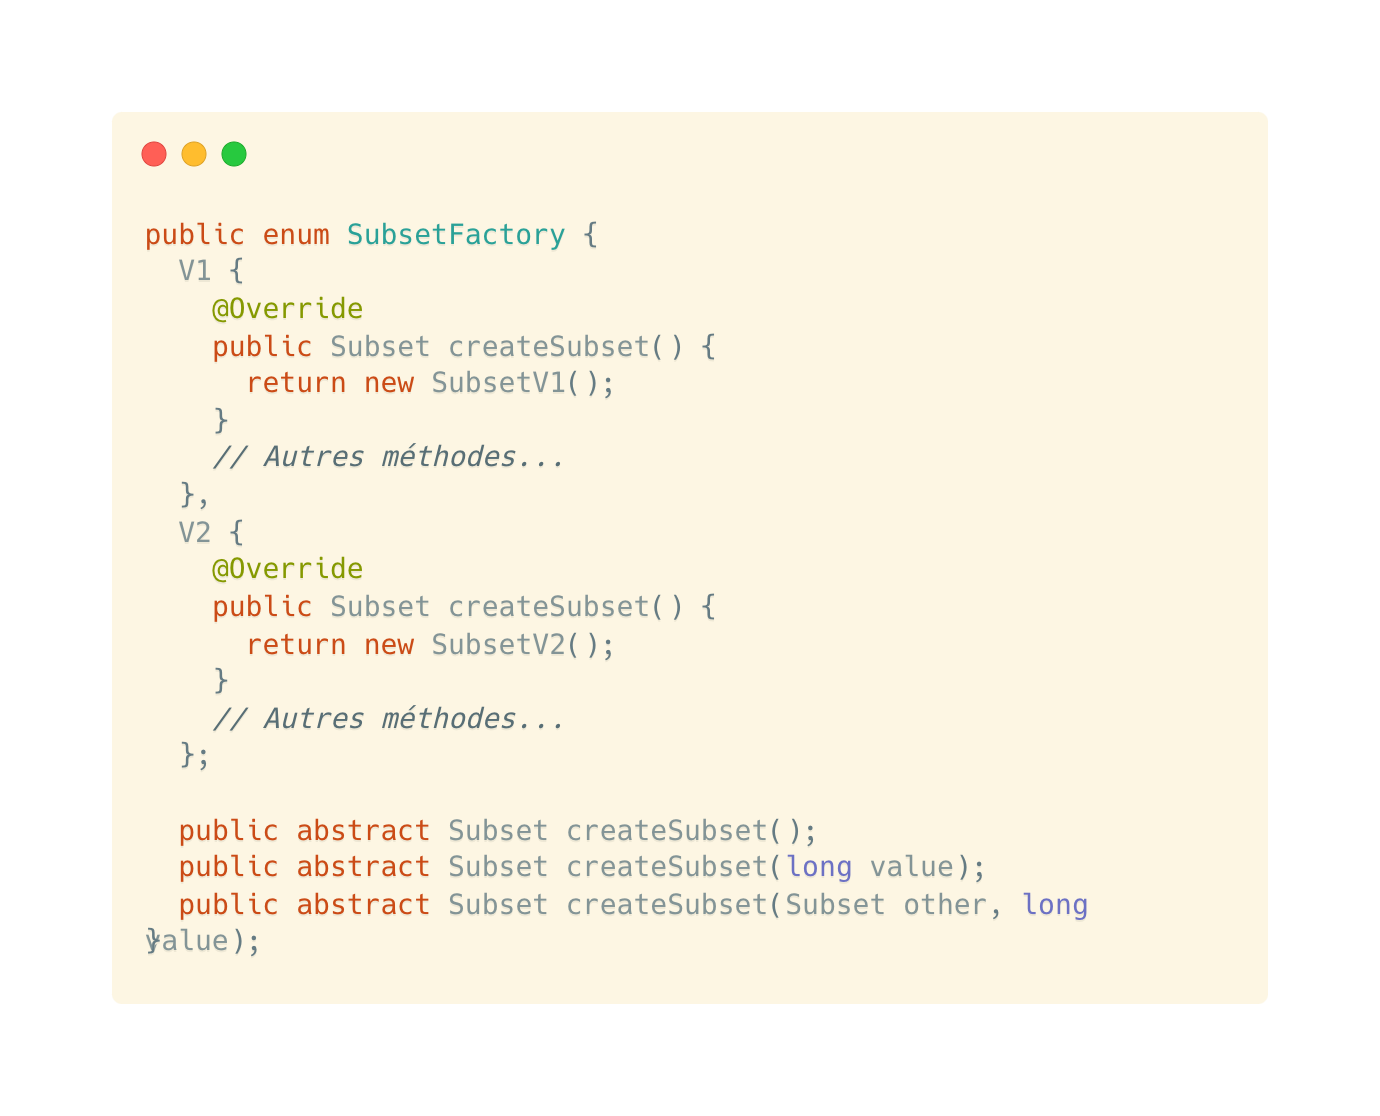 public enum SubsetFactory {
  V1 {
    @Override
    public Subset createSubset() {
      return new SubsetV1();
    }
    // Autres méthodes...
  },
  V2 {
    @Override
    public Subset createSubset() {
      return new SubsetV2();
    }
    // Autres méthodes...
  };

  public abstract Subset createSubset();
  public abstract Subset createSubset(long value);
  public abstract Subset createSubset(Subset other, long
value);
}